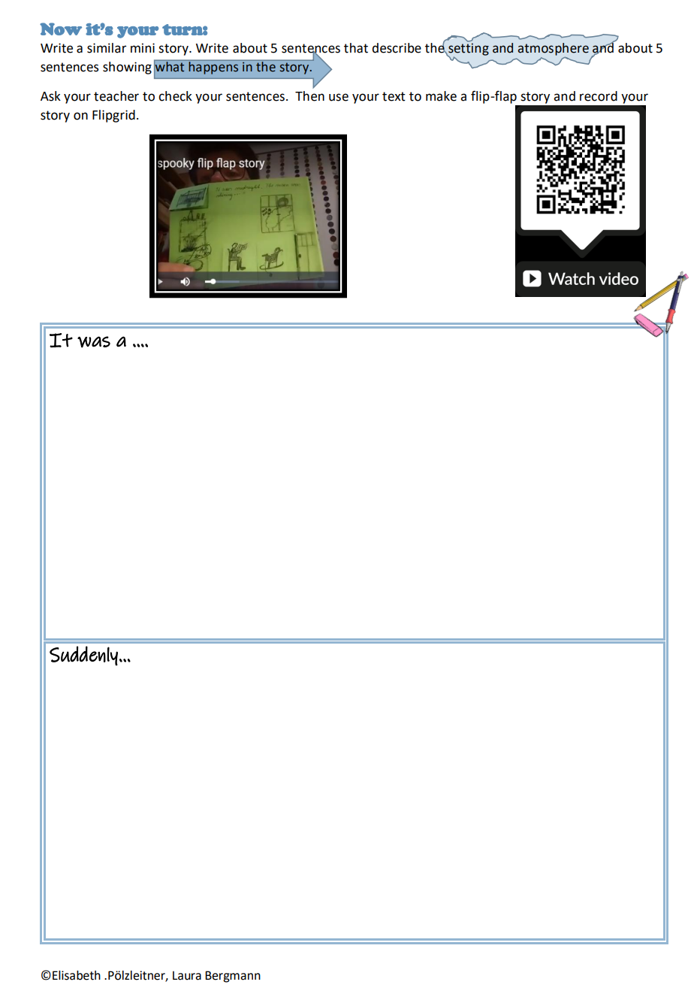 Now it's your turn:
Write a similar mini story. Write about 5 sentences that describe the setting and atmosphere and about 5
sentences showing what happens in the story.
Ask your teacher to check your sentences.  Then use your text to make a flip-flap story and record your
story on Flipgrid.
spooky flip flap story
Watch video
It was a ....
Suddenly...
©Elisabeth .Pölzleitner, Laura Bergmann